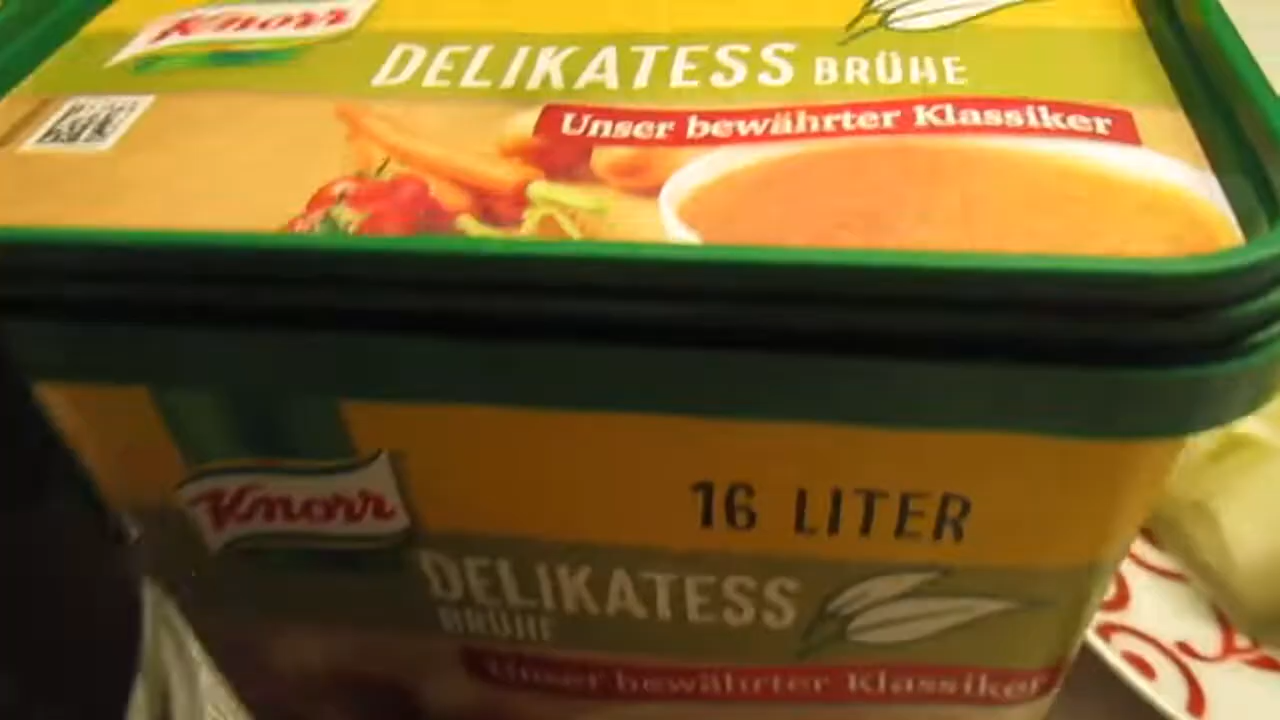 Knorr
DELIKATESS BRÜHE
Unser bewährter Klassiker
16 LITER
Knorr
DELIKATESS
BRÜHE
Unser bewährter Klassiker